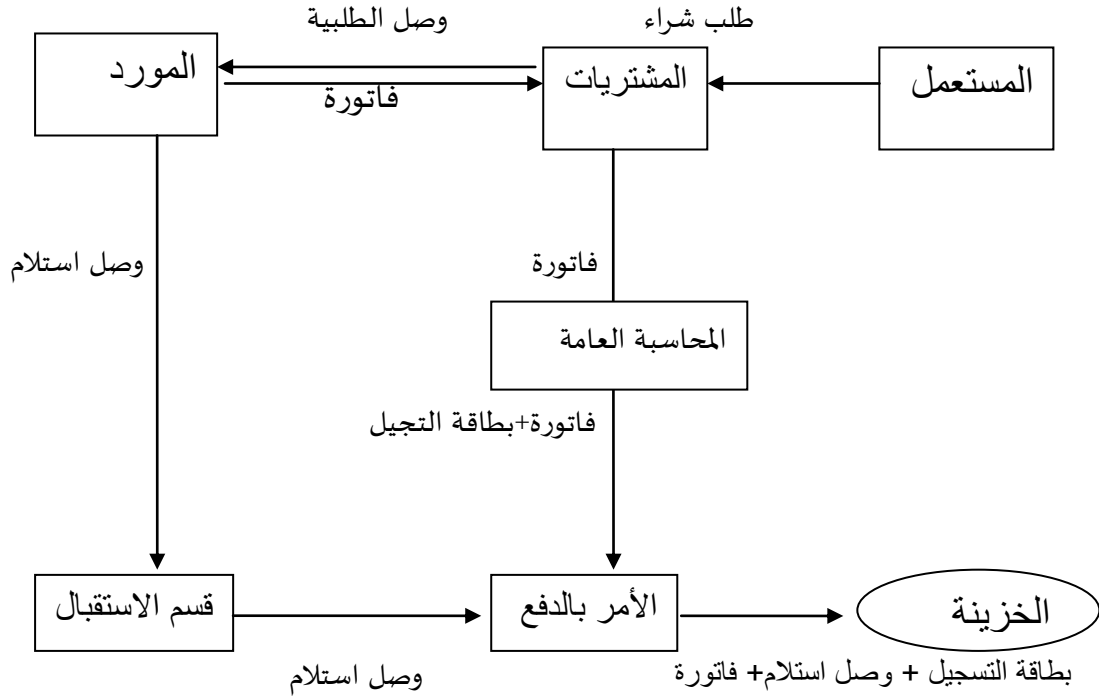 طلب شراء
وصل الطلبية
المستعمل
المشتريات
المورد
فاتورة
وصل استلام
فاتورة
المحاسبة العامة
فاتورة+بطاقة التجيل
الخزينة
الأمر بالدفع
قسم الاستقبال
بطاقة التسجيل + وصل استلام+ فاتورة
وصل استلام